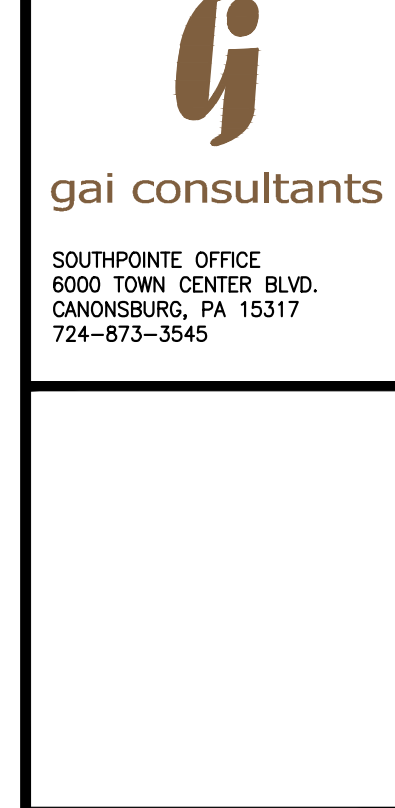 gai consultants
SOUTHPOINTE OFFICE
6000 TOWN CENTER BLVD.
CANONSBURG, PA 15317
724-873-3545